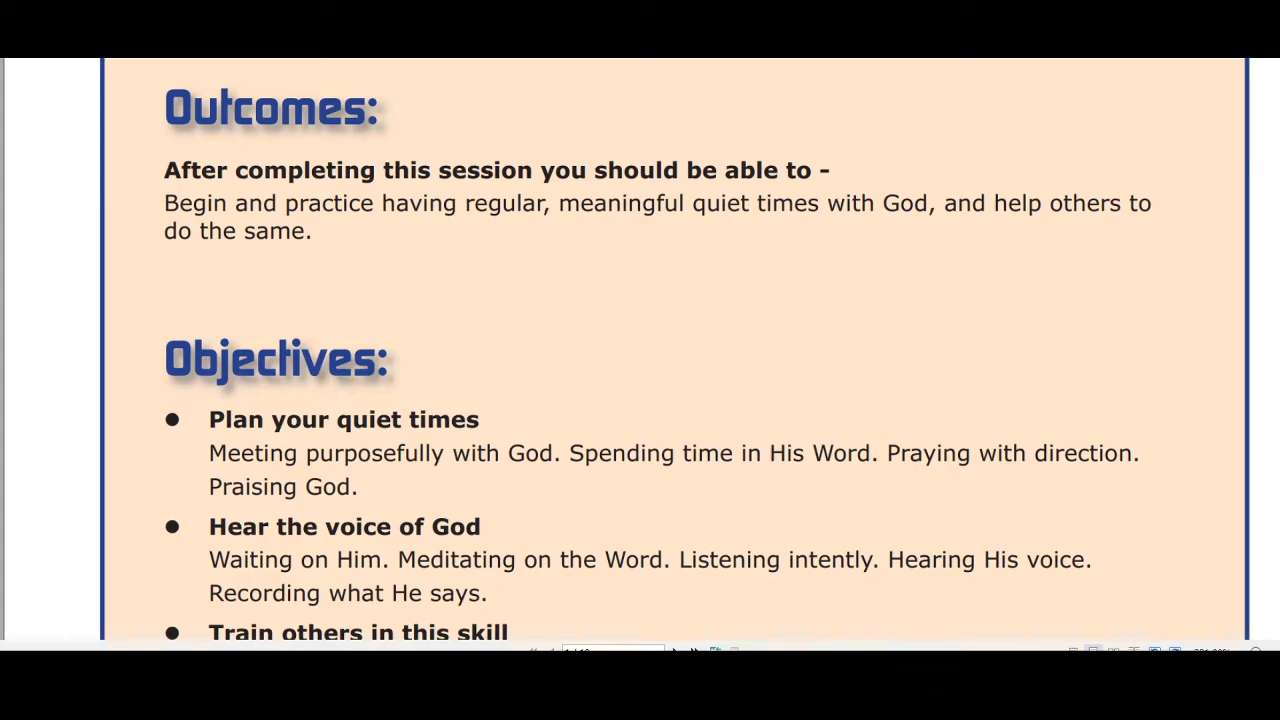 Outcomes:
After completing this session you should be able to -
Begin and practice having regular, meaningful quiet times with God, and help others to
do the same.
Objectives:
● Plan your quiet times
Meeting purposefully with God. Spending time in His Word. Praying with direction.
Praising God.
● Hear the voice of God
Waiting on Him. Meditating on the Word. Listening intently. Hearing His voice.
Recording what He says.
● Train others in this skill